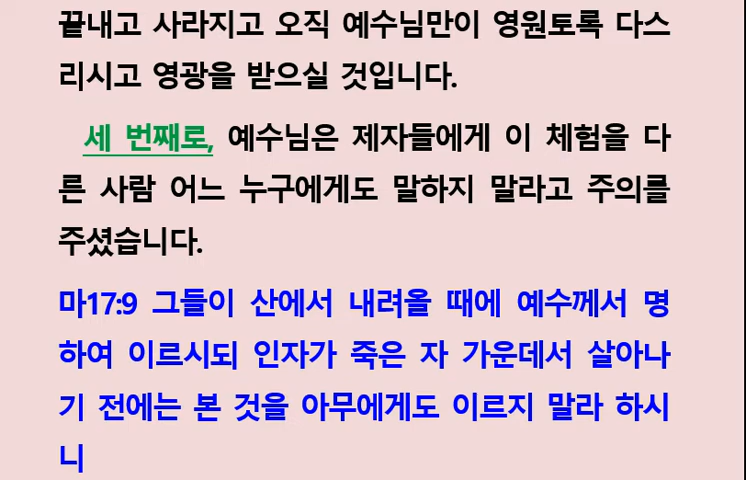 끝내고 사라지고 오직 예수님만이 영원토록 다스
리시고 영광을 받으실 것입니다.
세 번째로, 예수님은 제자들에게 이 체험을 다
른 사람 어느 누구에게도 말하지 말라고 주의를
주셨습니다.
마17:9 그들이 산에서 내려올 때에 예수께서 명
하여 이르시되 인자가 죽은 자 가운데서 살아나
기 전에는 본 것을 아무에게도 이르지 말라 하시
니